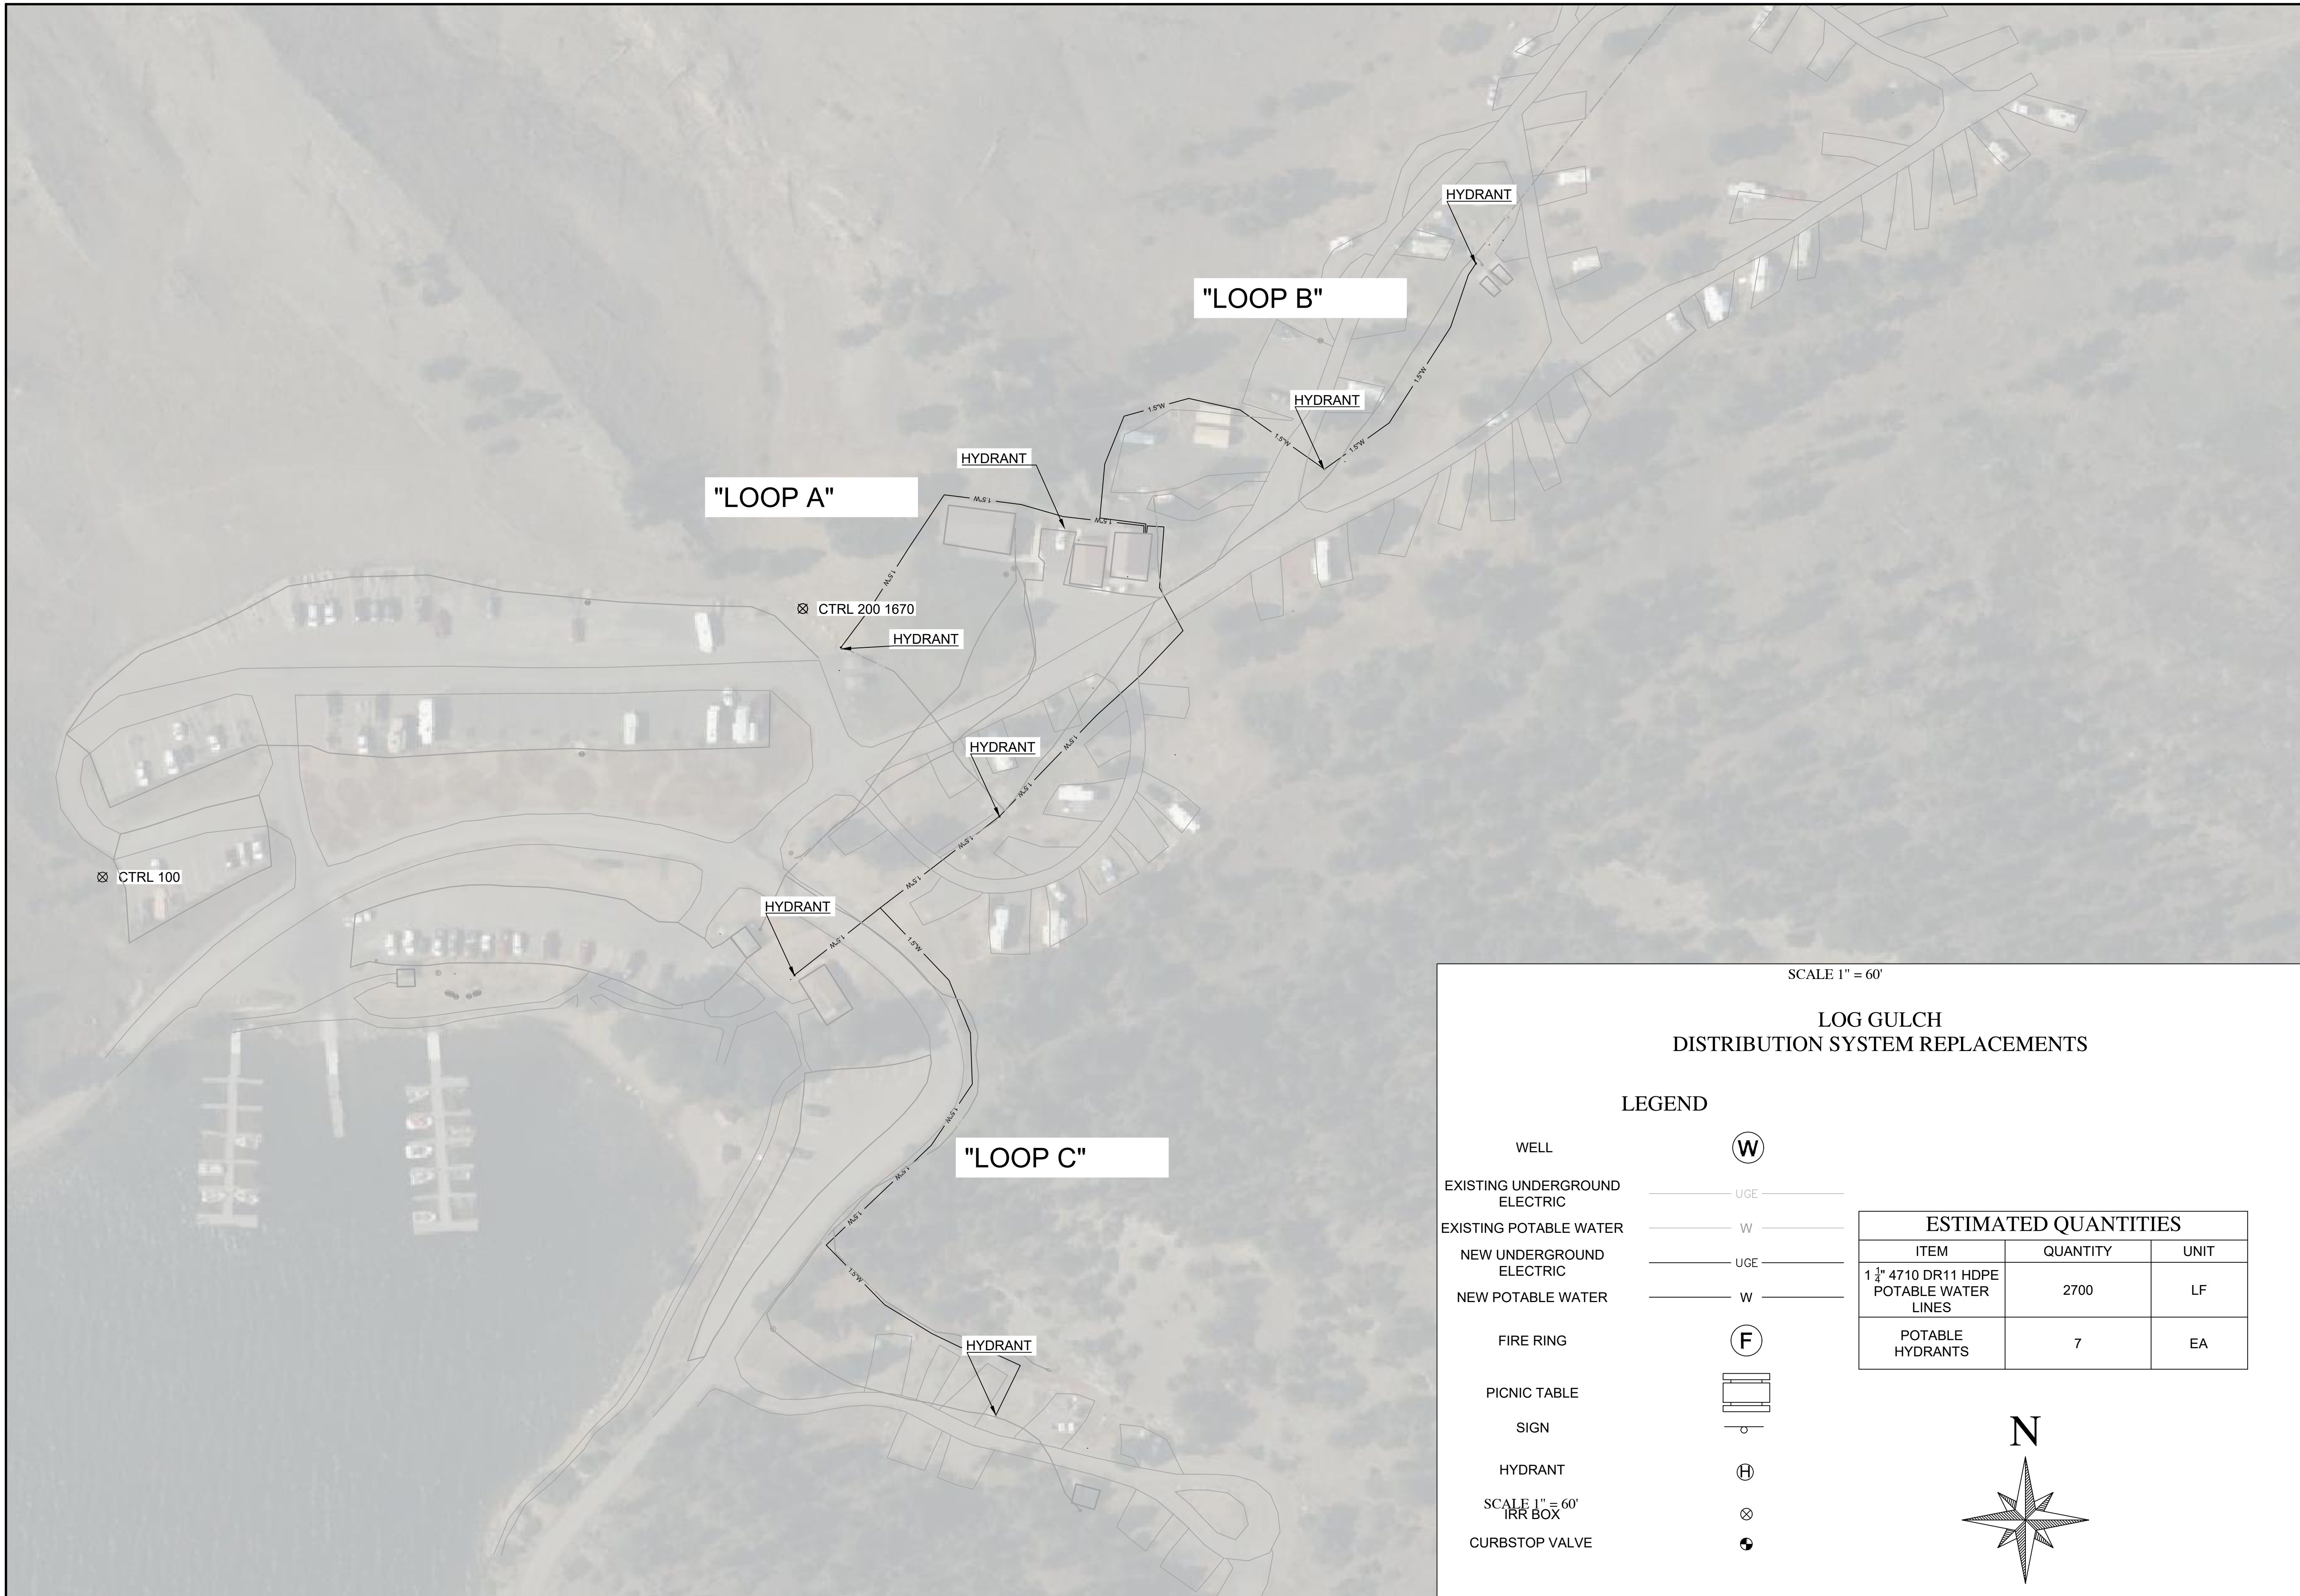 HYDRANT
"LOOP B"
1.5"W
HYDRANT
1.5"W
1.5"W
1.5"W
HYDRANT
"LOOP A"
1.5"W
1.5"W
1.5"W
CTRL 200 1670
HYDRANT
HYDRANT
1.5"W
1.5"W
1.5"W
CTRL 100
1.5"W
HYDRANT
1.5"W
1.5"W
1.5"W
"LOOP C"
1.5"W
1.5"W
1.5"W
HYDRANT
SCALE 1" = 60'
LOG GULCH
DISTRIBUTION SYSTEM REPLACEMENTS
LEGEND
WELL W
EXISTING UNDERGROUND
ELECTRIC
UGE
EXISTING POTABLE WATER W
NEW UNDERGROUND
ELECTRIC
UGE
NEW POTABLE WATER W
FIRE RING F
PICNIC TABLE
SIGN
HYDRANT H
SCALE 1" = 60'
IRR BOX
CURBSTOP VALVE
ESTIMATED QUANTITIES
ITEM QUANTITY UNIT
1 1/4" 4710 DR11 HDPE
POTABLE WATER
LINES
2700 LF
POTABLE
HYDRANTS
7 EA
N